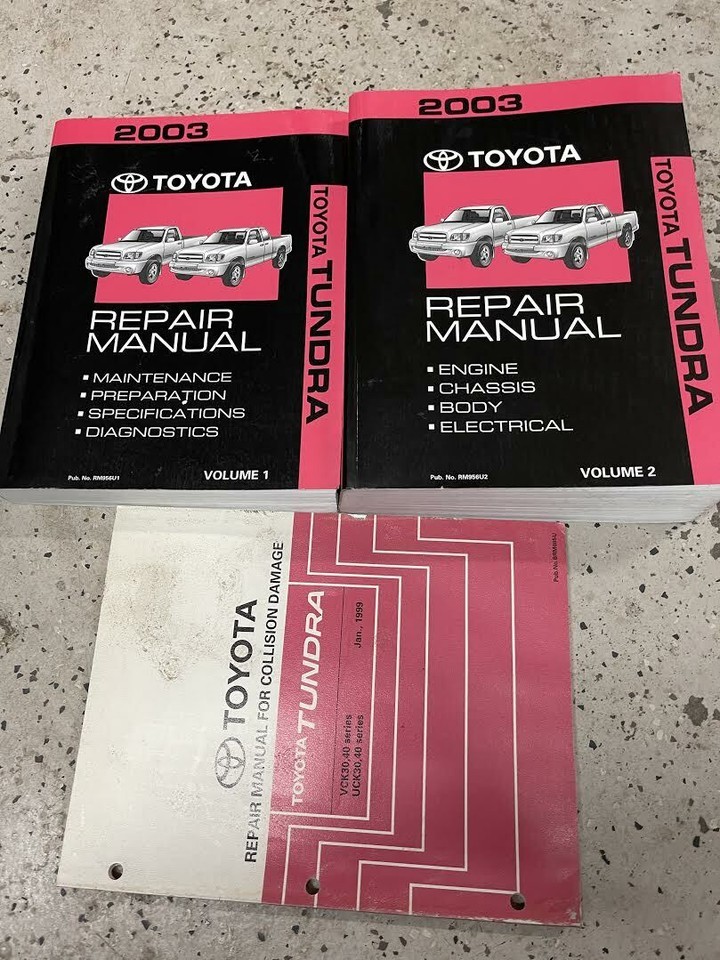 2003
TOYOTA
TOYOTA TUNDRA
REPAIR
MANUAL
▪ MAINTENANCE
▪ PREPARATION
▪ SPECIFICATIONS
▪ DIAGNOSTICS
Pub. No. RM956U1
VOLUME 1
2003
TOYOTA
TOYOTA TUNDRA
REPAIR
MANUAL
▪ ENGINE
▪ CHASSIS
▪ BODY
▪ ELECTRICAL
Pub. No. RM956U2
VOLUME 2
TOYOTA
REPAIR MANUAL FOR COLLISION DAMAGE
TOYOTA TUNDRA
Jan., 1999
VCK30,40 series
UCK30,40 series
Pub. No.